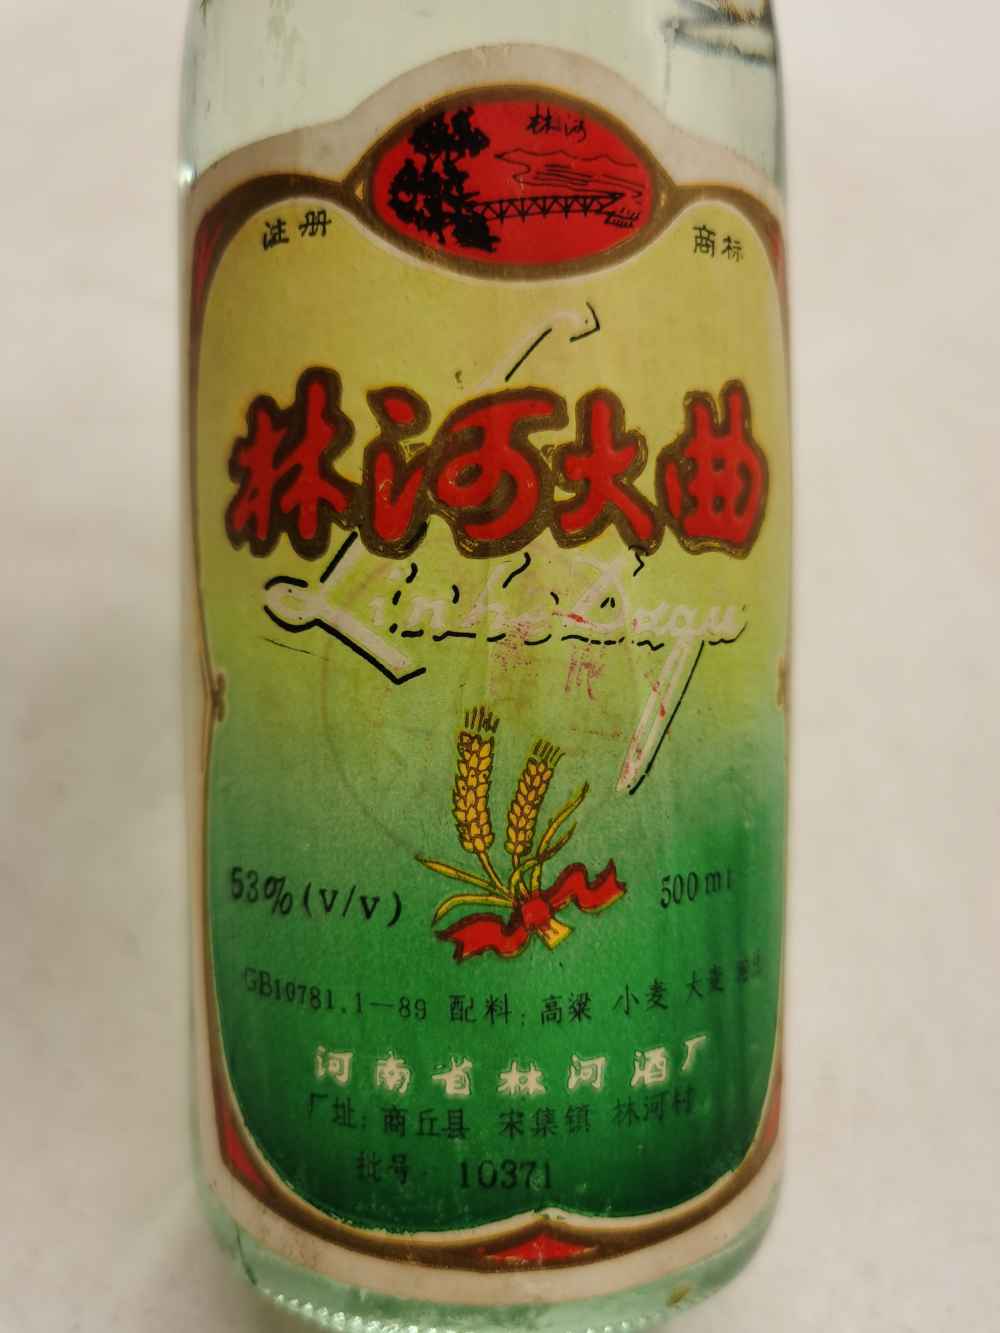 林河
注册 商标
林河大曲
Linhe Daqu
53%(V/V) 500ml
GB10781.1—89 配料:高粱 小麦 大麦
河南省林河酒厂
厂址:商丘县 宋集镇 林河村
批号 10371